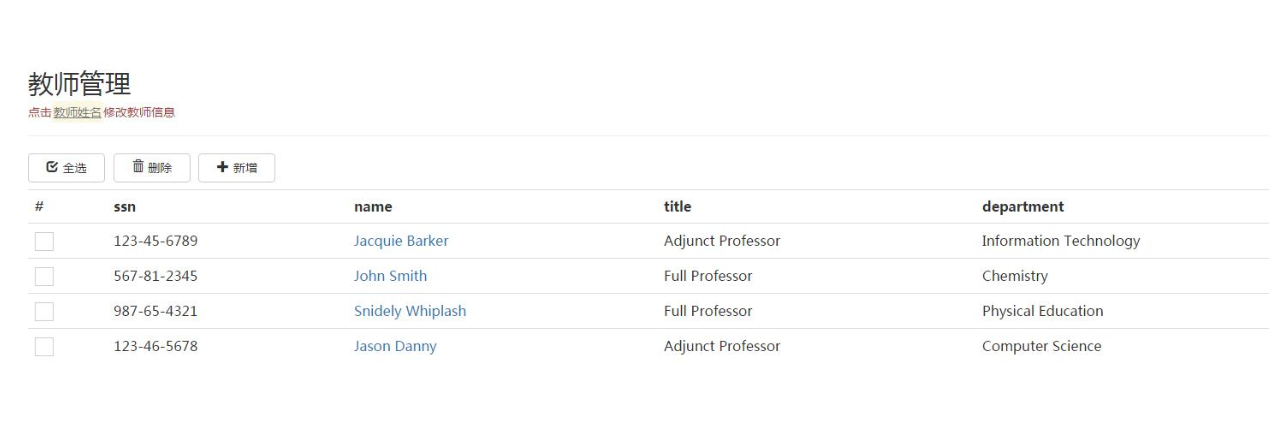 教师管理
点击教师姓名修改教师信息
全选 删除 新增
# ssn name title department
123-45-6789 Jacquie Barker Adjunct Professor Information Technology
567-81-2345 John Smith Full Professor Chemistry
987-65-4321 Snidely Whiplash Full Professor Physical Education
123-46-5678 Jason Danny Adjunct Professor Computer Science